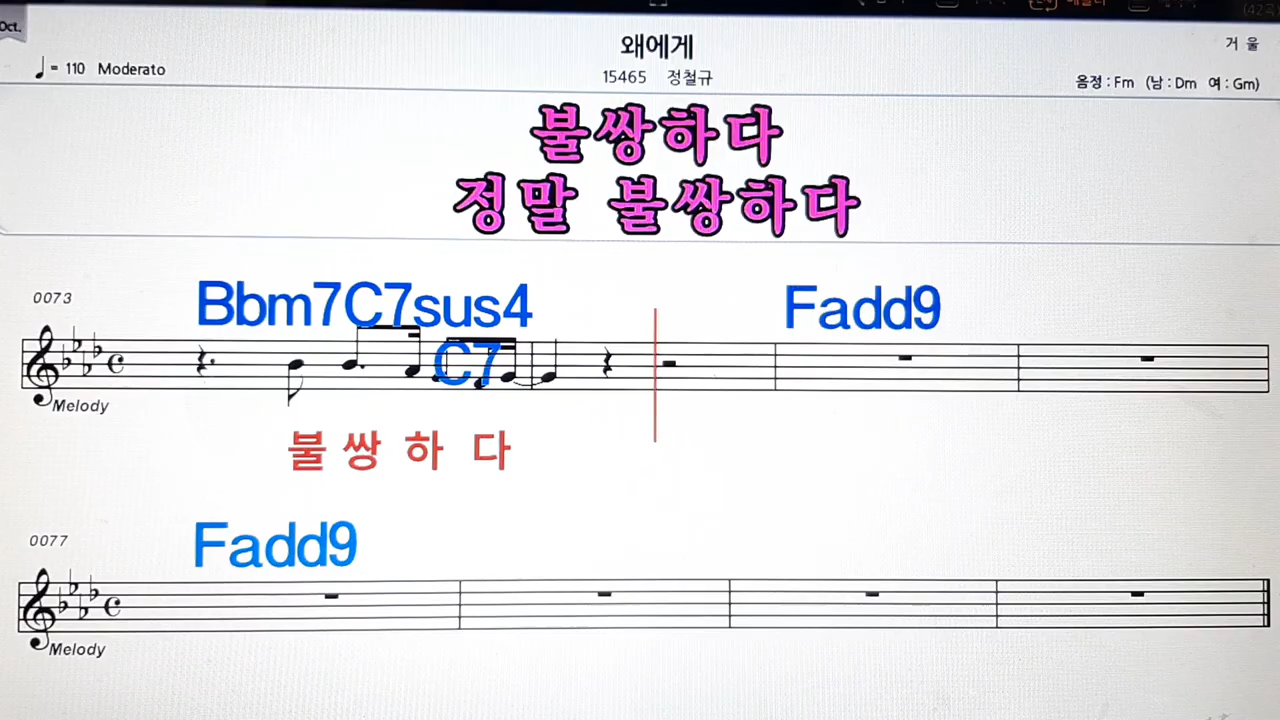 Oct.
왜에게
거울
♩ = 110 Moderato
15465 정철규
음정 : Fm (남 : Dm 여 : Gm)
불쌍하다
정말 불쌍하다
0073
Bbm7C7sus4
Fadd9
C7
Melody
불 쌍 하 다
0077
Fadd9
Melody